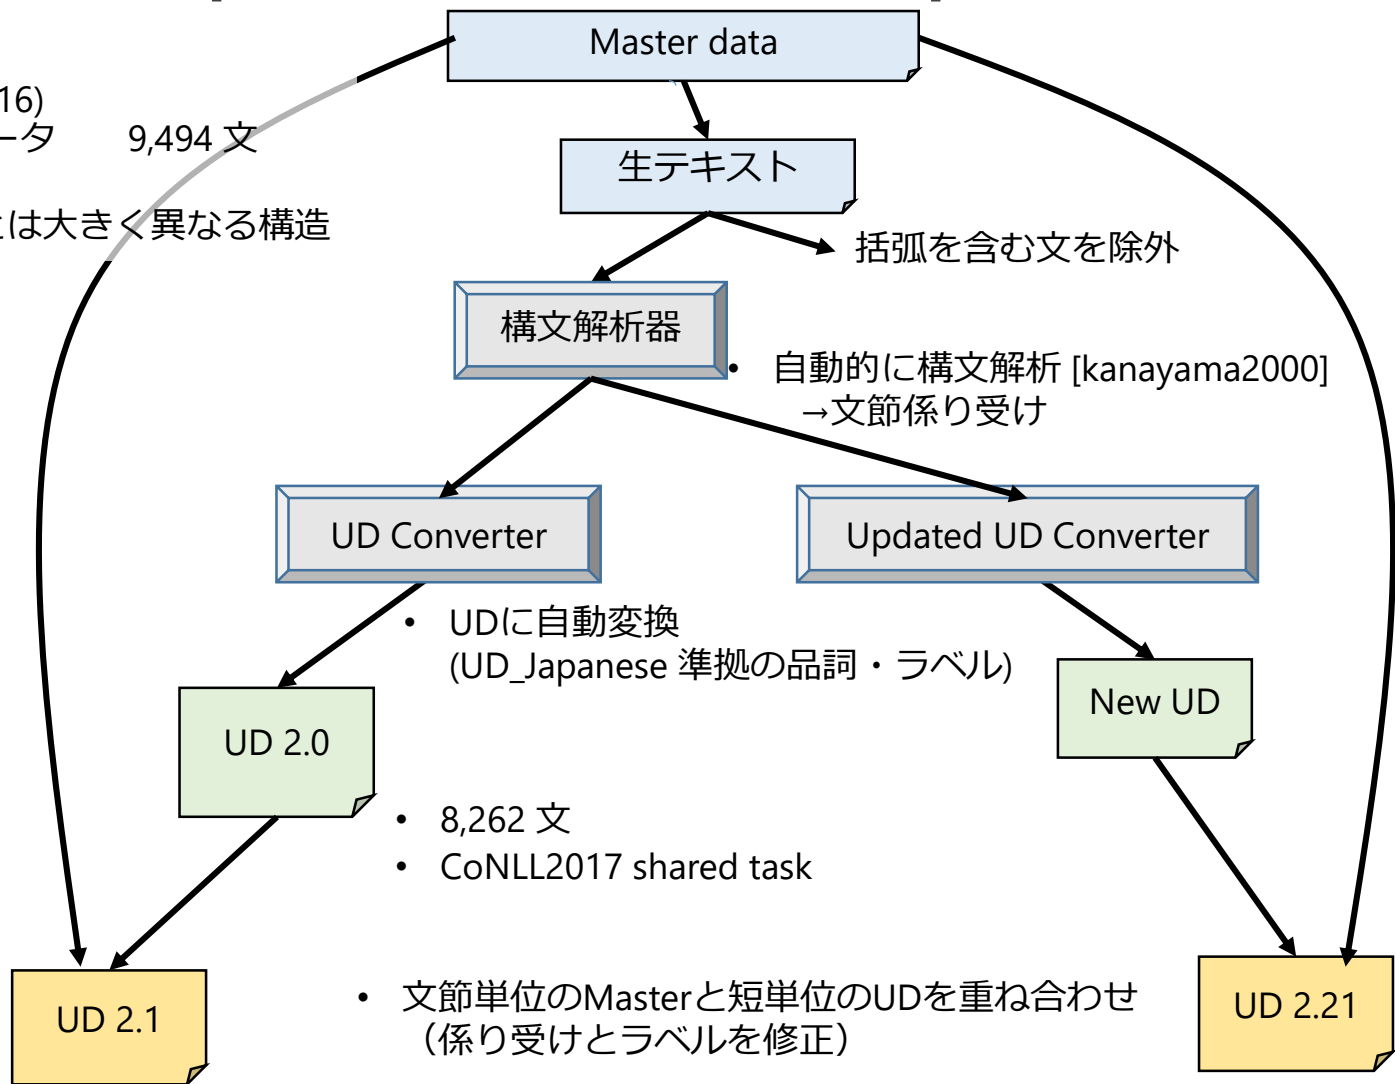 Master data
16)
ータ 9,494 文
は大きく異なる構造
生テキスト
括弧を含む文を除外
構文解析器
• 自動的に構文解析 [kanayama2000]
→文節係り受け
UD Converter
Updated UD Converter
• UDに自動変換
(UD_Japanese 準拠の品詞・ラベル)
New UD
UD 2.0
• 8,262 文
• CoNLL2017 shared task
• 文節単位のMasterと短単位のUDを重ね合わせ
（係り受けとラベルを修正）
UD 2.1
UD 2.21